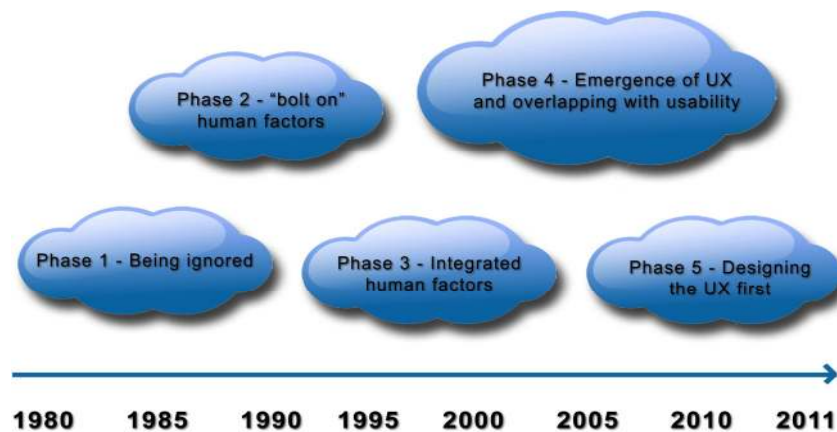 Phase 1 - Being ignored
Phase 2 - “bolt on”
human factors
Phase 3 - Integrated
human factors
Phase 4 - Emergence of UX
and overlapping with usability
Phase 5 - Designing
the UX first
1980 1985 1990 1995 2000 2005 2010 2011